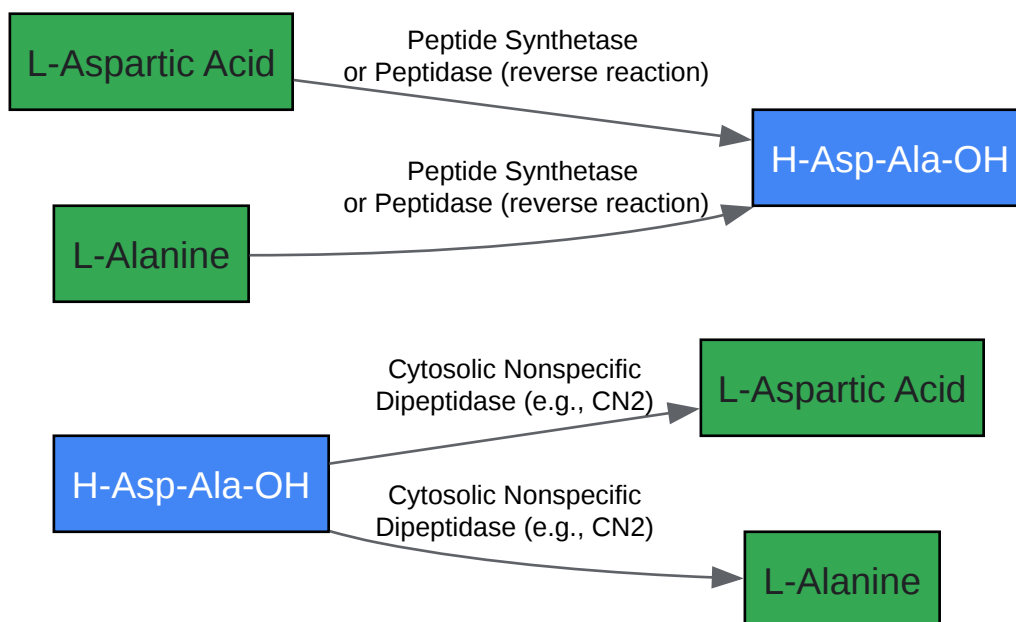 L-Aspartic Acid
Peptide Synthetase
or Peptidase (reverse reaction)
H-Asp-Ala-OH
Peptide Synthetase
or Peptidase (reverse reaction)
L-Alanine
Cytosolic Nonspecific
Dipeptidase (e.g., CN2)
L-Aspartic Acid
H-Asp-Ala-OH
Cytosolic Nonspecific
Dipeptidase (e.g., CN2)
L-Alanine